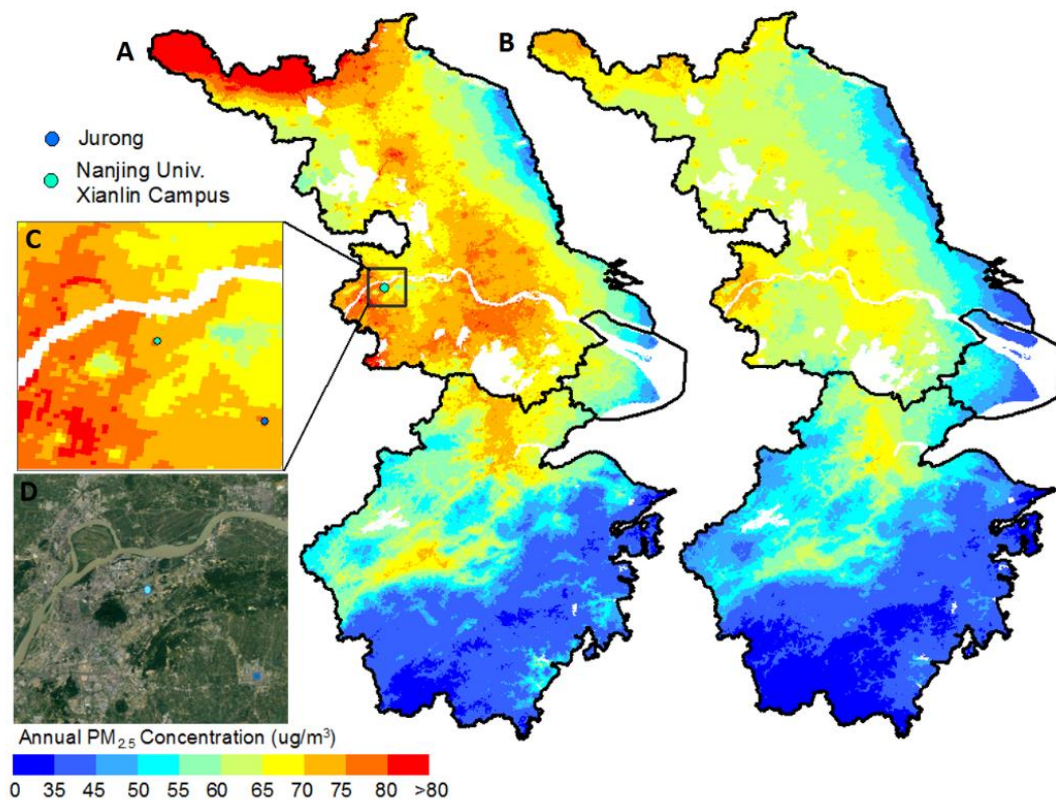 A
B
Jurong
Nanjing Univ.
Xianlin Campus
C
D
Annual PM2.5 Concentration (ug/m³)
0 35 45 50 55 60 65 70 75 80 >80